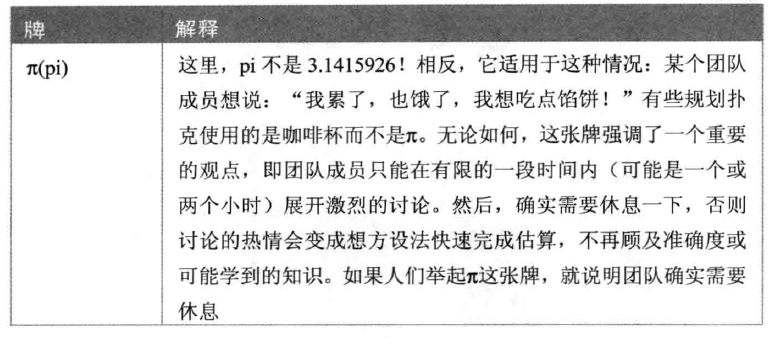 牌 解释
π(pi) 这里，pi 不是 3.1415926！相反，它适用于这种情况：某个团队
成员想说：“我累了，也饿了，我想吃点馅饼！”有些规划扑
克使用的是咖啡杯而不是π。无论如何，这张牌强调了一个重要
的观点，即团队成员只能在有限的一段时间内（可能是一个或
两个小时）展开激烈的讨论。然后，确实需要休息一下，否则
讨论的热情会变成想方设法快速完成估算，不再顾及准确度或
可能学到的知识。如果人们举起π这张牌，就说明团队确实需要
休息